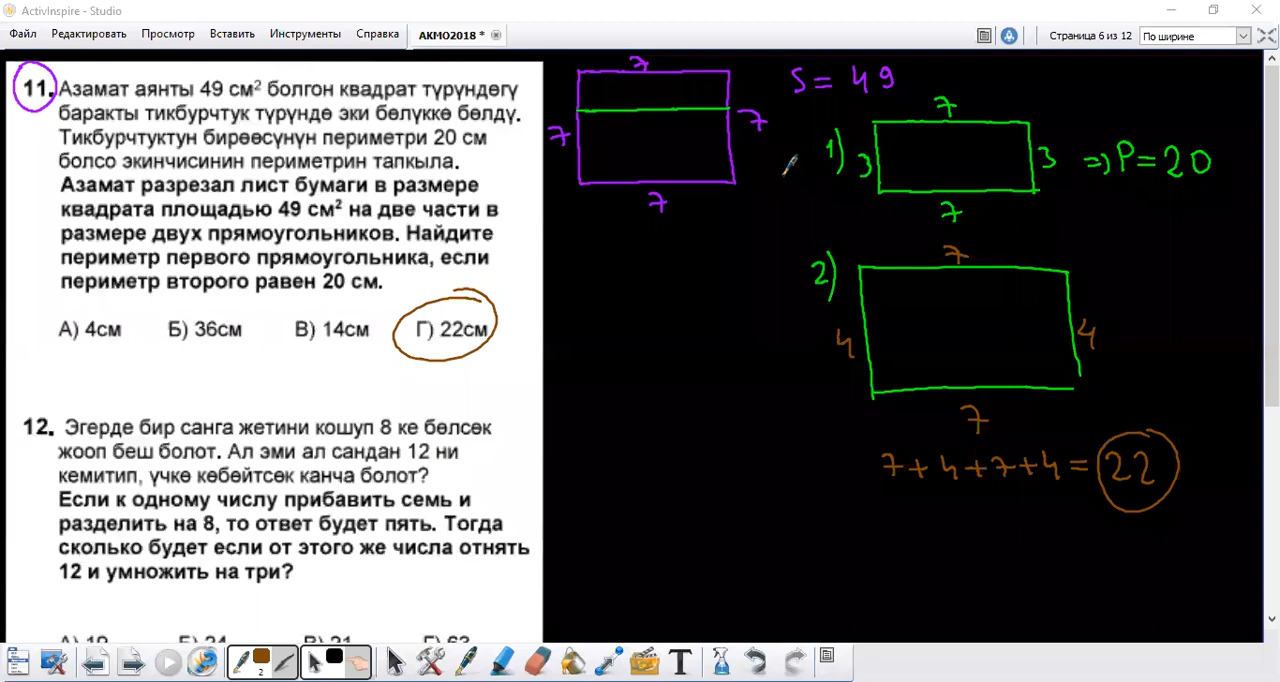 ActivInspire - Studio
Файл Редактировать Просмотр Вставить Инструменты Справка АКМО2018 * Страница 6 из 12 По ширине
11. Азамат аянты 49 см² болгон квадрат түрүндөгү
баракты тикбурчтук түрүндө эки бөлүккө бөлдү.
Тикбурчтуктун бирөөсүнүн периметри 20 см
болсо экинчисинин периметрин тапкыла.
Азамат разрезал лист бумаги в размере
квадрата площадью 49 см² на две части в
размере двух прямоугольников. Найдите
периметр первого прямоугольника, если
периметр второго равен 20 см.
А) 4см Б) 36см В) 14см Г) 22см
12. Эгерде бир санга жетини кошуп 8 ке бөлсөк
жооп беш болот. Ал эми ал сандан 12 ни
кемитип, үчкө көбөйтсөк канча болот?
Если к одному числу прибавить семь и
разделить на 8, то ответ будет пять. Тогда
сколько будет если от этого же числа отнять
12 и умножить на три?
7
7 7
7
S = 49
7
1) 3 3 => P = 20
7
7
2)
4 4
7
7 + 4 + 7 + 4 = 22
2
T